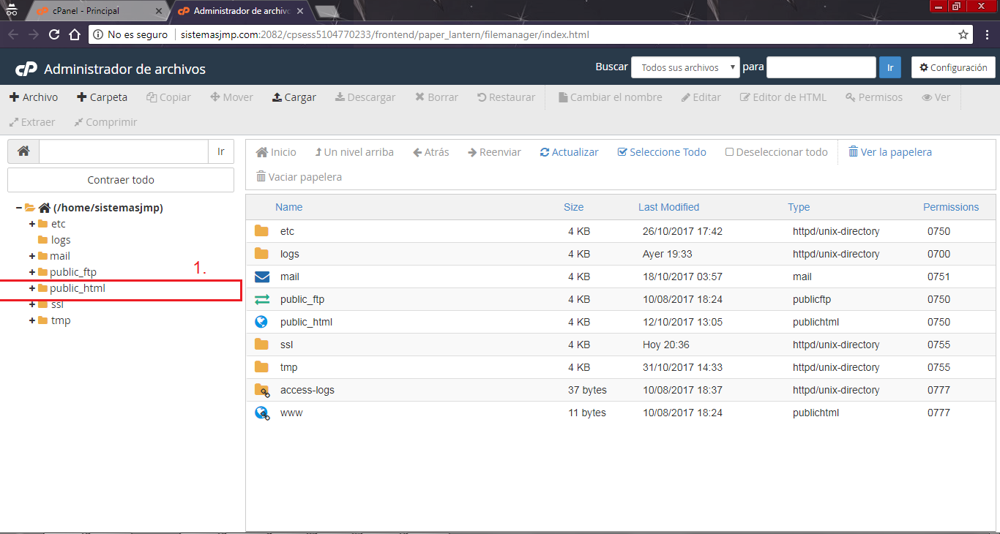 cPanel - Principal
Administrador de archivo
No es seguro
sistemasjmp.com:2082/cpsess5104770233/frontend/paper_lantern/filemanager/index.html
cP Administrador de archivos
Buscar Todos sus archivos para Ir Configuración
Archivo Carpeta Copiar Mover Cargar Descargar Borrar Restaurar Cambiar el nombre Editar Editor de HTML Permisos Ver
Extraer Comprimir
Ir
Contraer todo
(/home/sistemasjmp)
etc
logs
mail
public_ftp
1.
public_html
ssl
tmp
Inicio Un nivel arriba Atrás Reenviar Actualizar Seleccione Todo Deseleccionar todo Ver la papelera
Vaciar papelera
Name Size Last Modified Type Permissions
etc 4 KB 26/10/2017 17:42 httpd/unix-directory 0750
logs 4 KB Ayer 19:33 httpd/unix-directory 0700
mail 4 KB 18/10/2017 03:57 mail 0751
public_ftp 4 KB 10/08/2017 18:24 publicftp 0750
public_html 4 KB 12/10/2017 13:05 publichtml 0750
ssl 4 KB Hoy 20:36 httpd/unix-directory 0755
tmp 4 KB 31/10/2017 14:33 httpd/unix-directory 0755
access-logs 37 bytes 10/08/2017 18:37 httpd/unix-directory 0777
www 11 bytes 10/08/2017 18:24 publichtml 0777